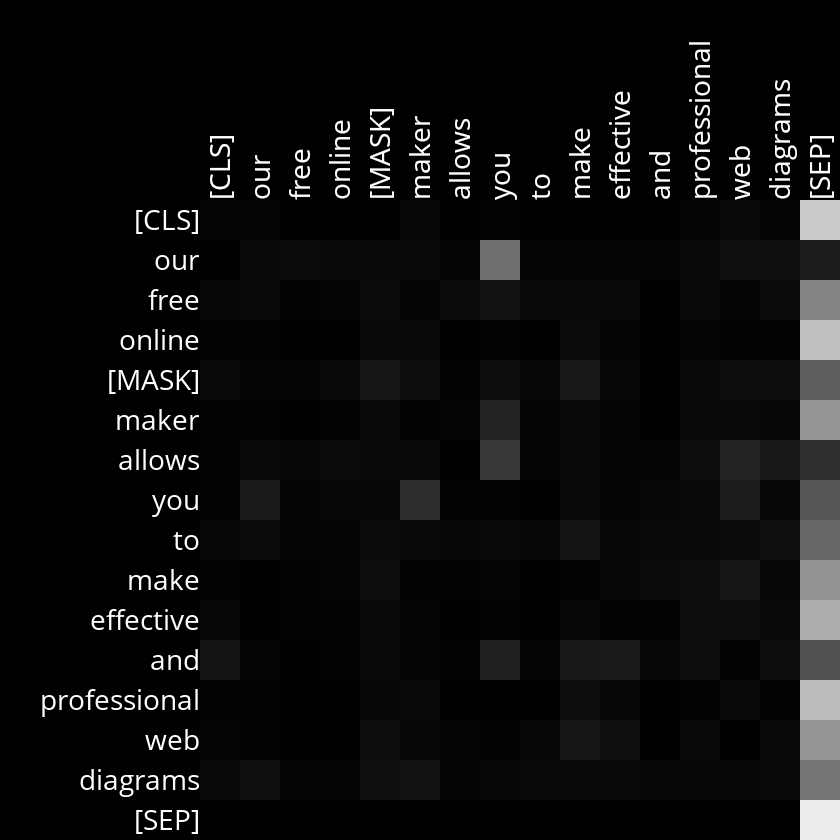 [CLS] our free online [MASK] maker allows you to make effective and professional web diagrams [SEP]
[CLS]
our
free
online
[MASK]
maker
allows
you
to
make
effective
and
professional
web
diagrams
[SEP]